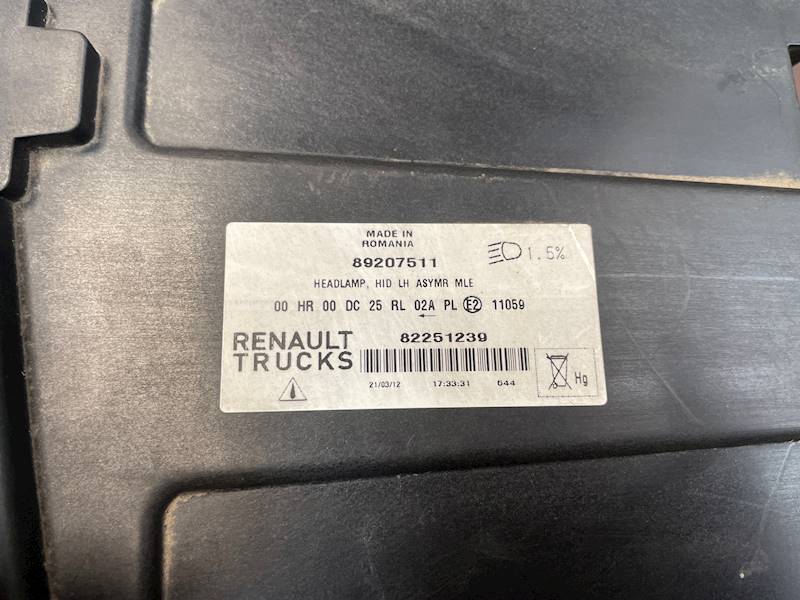 MADE IN
ROMANIA
89207511
1.5%
HEADLAMP, HID LH ASYMR MLE
00 HR 00 DC 25 RL 02A PL E2 11059
RENAULT
TRUCKS
82251239
21/03/12 17:33:31 044
Hg